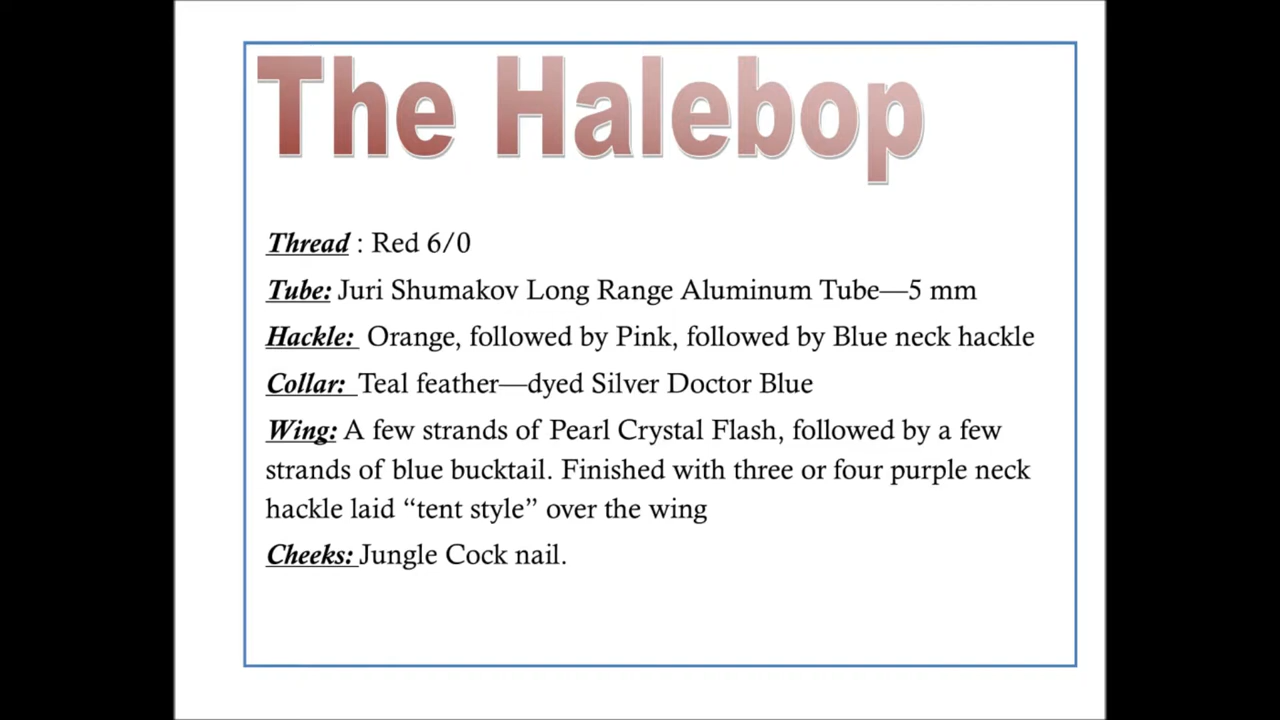 The Halebop
Thread : Red 6/0
Tube: Juri Shumakov Long Range Aluminum Tube—5 mm
Hackle: Orange, followed by Pink, followed by Blue neck hackle
Collar: Teal feather—dyed Silver Doctor Blue
Wing: A few strands of Pearl Crystal Flash, followed by a few
strands of blue bucktail. Finished with three or four purple neck
hackle laid “tent style” over the wing
Cheeks: Jungle Cock nail.